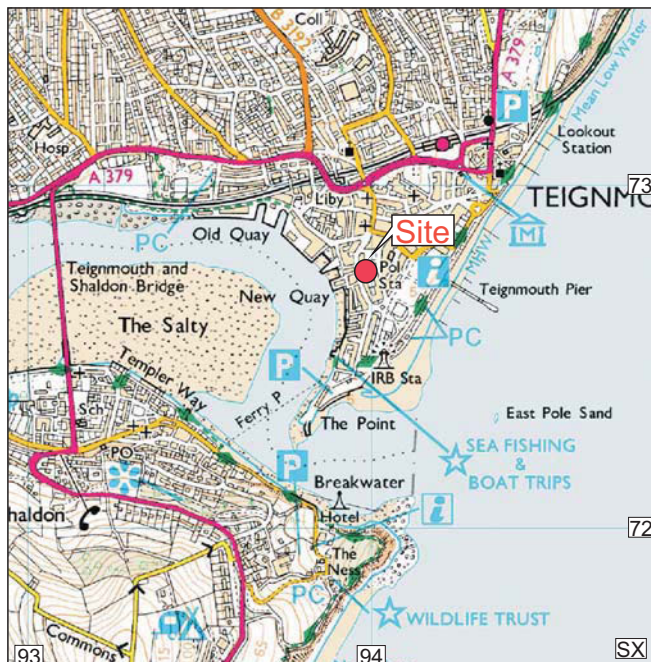 Coll
B 3192
A 379
P
Mean Low Water
Lookout
Station
Hosp
A 379
Liby
73
TEIGNMO
PC
Old Quay
MHW
M
Site
Pol
Sta
i
Teignmouth and
Shaldon Bridge
New Quay
Teignmouth Pier
The Salty
PC
Templer Way
P
IRB Sta
Ferry P
Sch
The Point
East Pole Sand
SEA FISHING
&
BOAT TRIPS
PO
P
Breakwater
haldon
Hotel
i
72
The
Ness
PC
WILDLIFE TRUST
Commons
93
94
SX